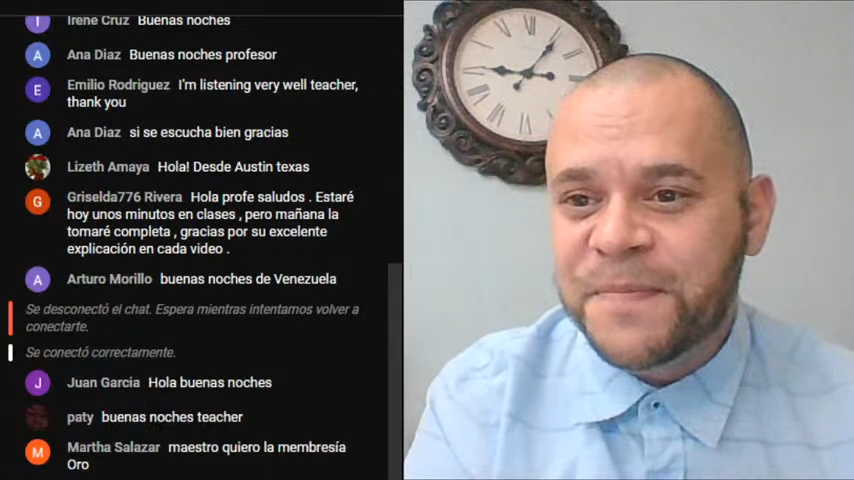 I Irene Cruz Buenas noches
A Ana Diaz Buenas noches profesor
E Emilio Rodriguez I'm listening very well teacher,
thank you
A Ana Diaz si se escucha bien gracias
Lizeth Amaya Hola! Desde Austin texas
G Griselda776 Rivera Hola profe saludos . Estaré
hoy unos minutos en clases , pero mañana la
tomaré completa , gracias por su excelente
explicación en cada video .
A Arturo Morillo buenas noches de Venezuela
Se desconectó el chat. Espera mientras intentamos volver a
conectarte.
Se conectó correctamente.
J Juan Garcia Hola buenas noches
paty buenas noches teacher
M Martha Salazar maestro quiero la membresía
Oro